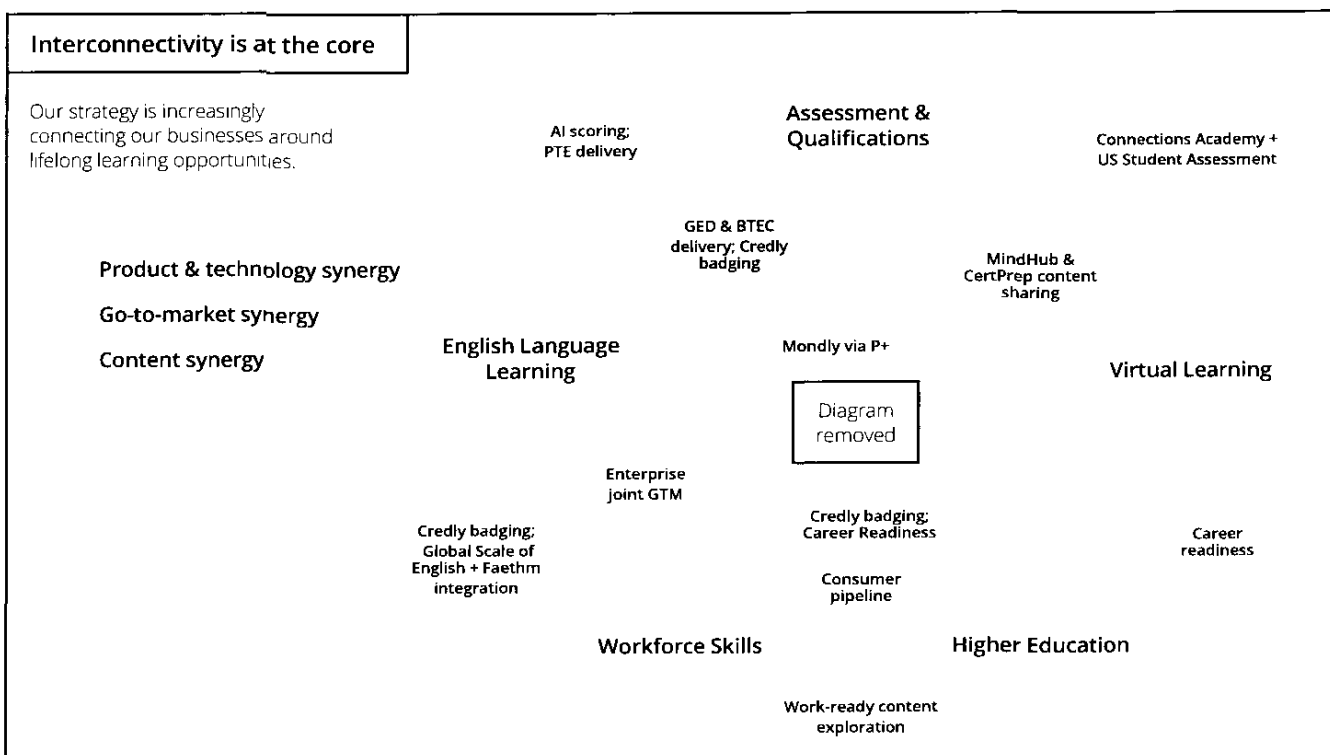 Interconnectivity is at the core
Our strategy is increasingly
connecting our businesses around
lifelong learning opportunities.
Product & technology synergy
Go-to-market synergy
Content synergy
AI scoring;
PTE delivery
Assessment &
Qualifications
Connections Academy +
US Student Assessment
GED & BTEC
delivery; Credly
badging
MindHub &
CertPrep content
sharing
English Language
Learning
Mondly via P+
Virtual Learning
Diagram
removed
Enterprise
joint GTM
Credly badging;
Global Scale of
English + Faethm
integration
Credly badging;
Career Readiness
Career
readiness
Consumer
pipeline
Workforce Skills
Higher Education
Work-ready content
exploration